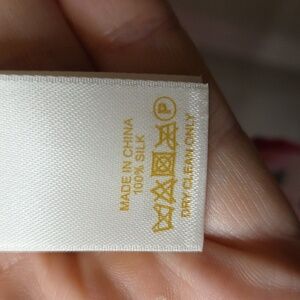 MADE IN CHINA
100% SILK
P
DRY CLEAN ONLY